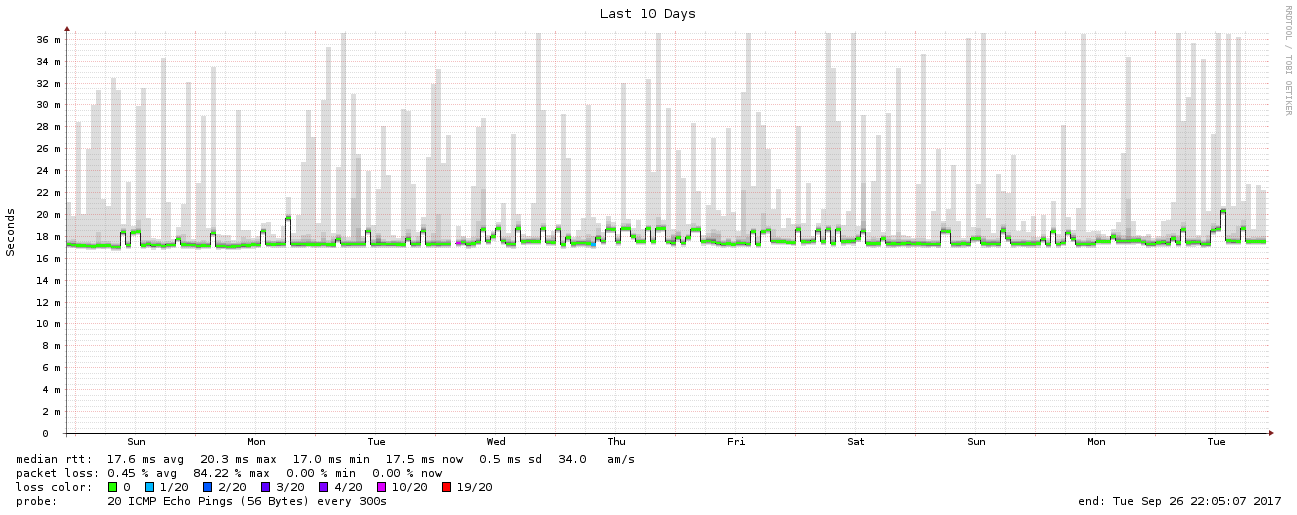 Last 10 Days
RRDTOOL / TOBI OETIKER
Seconds
36 m
34 m
32 m
30 m
28 m
26 m
24 m
22 m
20 m
18 m
16 m
14 m
12 m
10 m
8 m
6 m
4 m
2 m
0
Sun Mon Tue Wed Thu Fri Sat Sun Mon Tue
median rtt: 17.6 ms avg 20.3 ms max 17.0 ms min 17.5 ms now 0.5 ms sd 34.0 am/s
packet loss: 0.45 % avg 84.22 % max 0.00 % min 0.00 % now
loss color: 0 1/20 2/20 3/20 4/20 10/20 19/20
probe: 20 ICMP Echo Pings (56 Bytes) every 300s
end: Tue Sep 26 22:05:07 2017